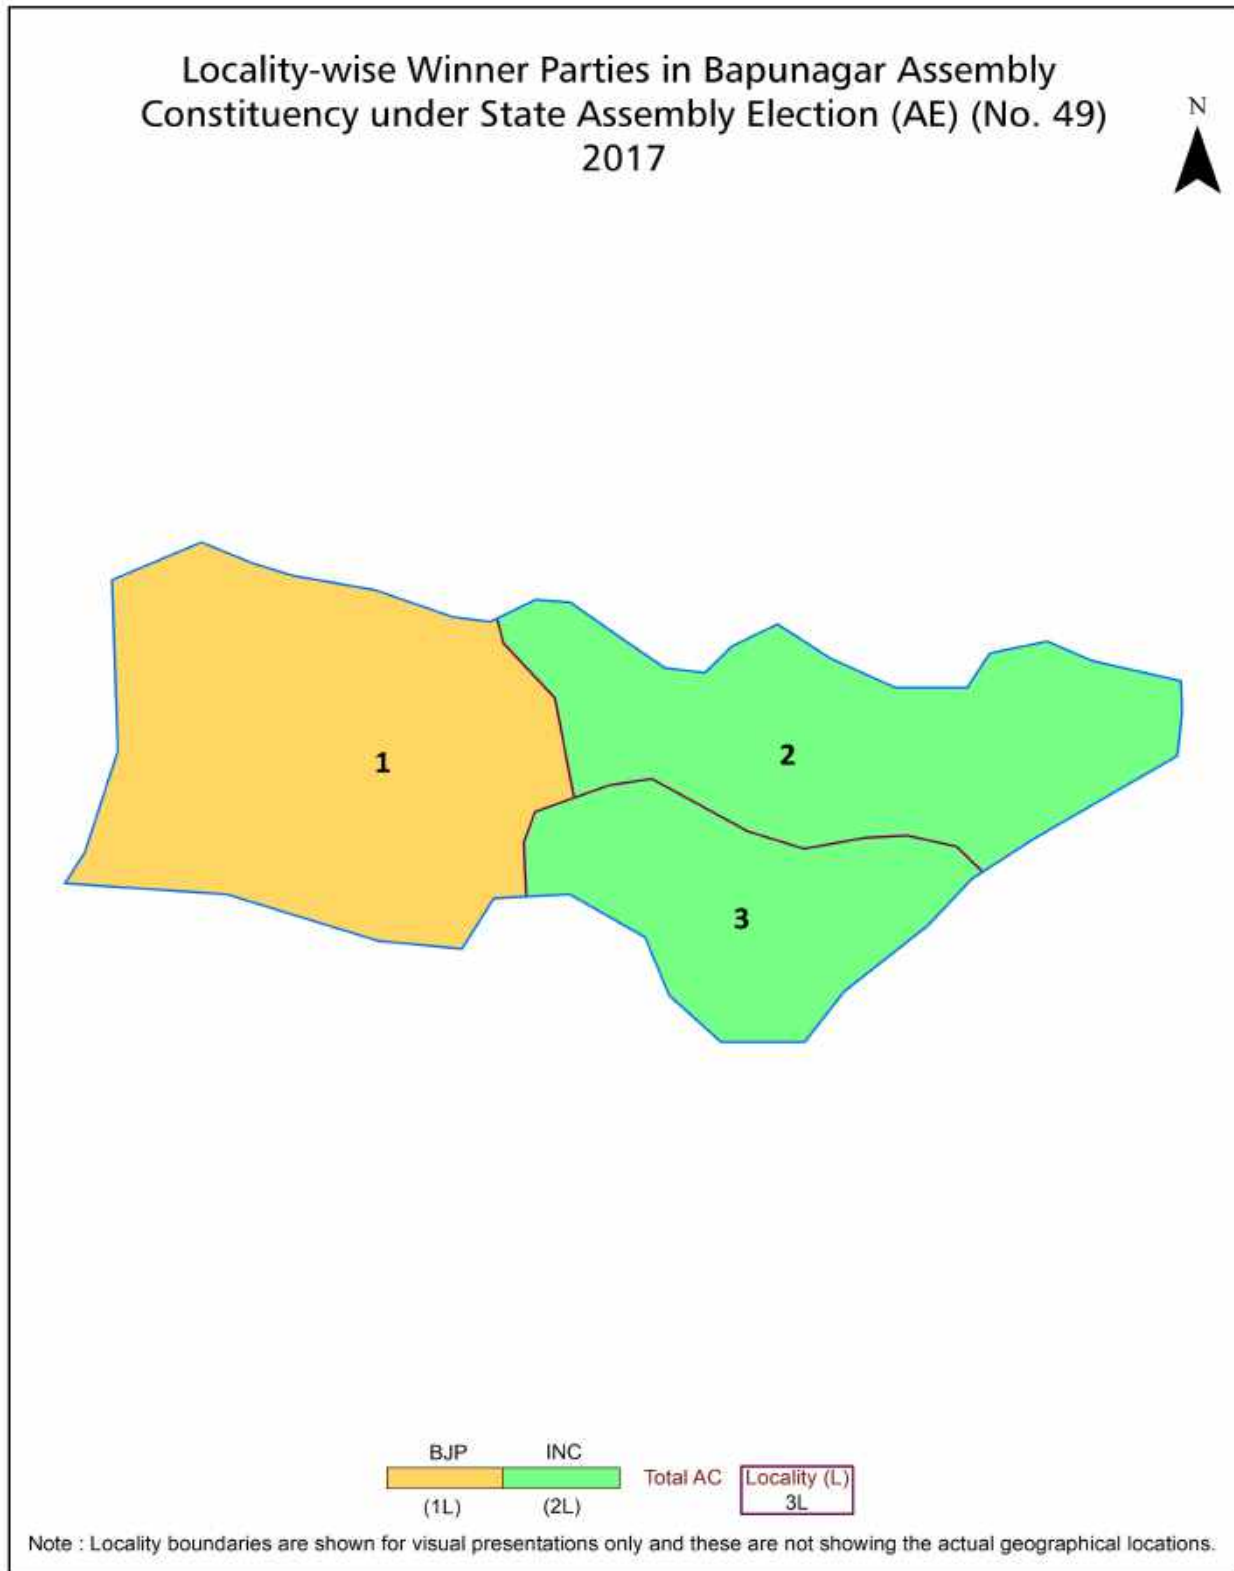 Locality-wise Winner Parties in Bapunagar Assembly
Constituency under State Assembly Election (AE) (No. 49)
2017
N
1
2
3
BJP INC
Total AC Locality (L)
(1L) (2L) 3L
Note : Locality boundaries are shown for visual presentations only and these are not showing the actual geographical locations.